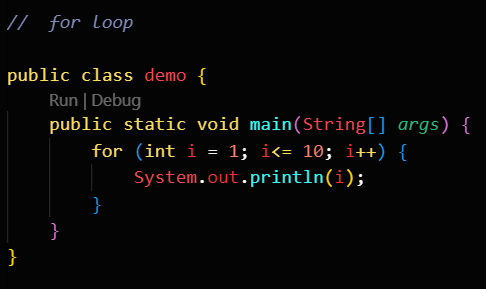 //  for loop
public class demo {
Run | Debug
public static void main(String[] args) {
for (int i = 1; i<= 10; i++) {
System.out.println(i);
}
}
}